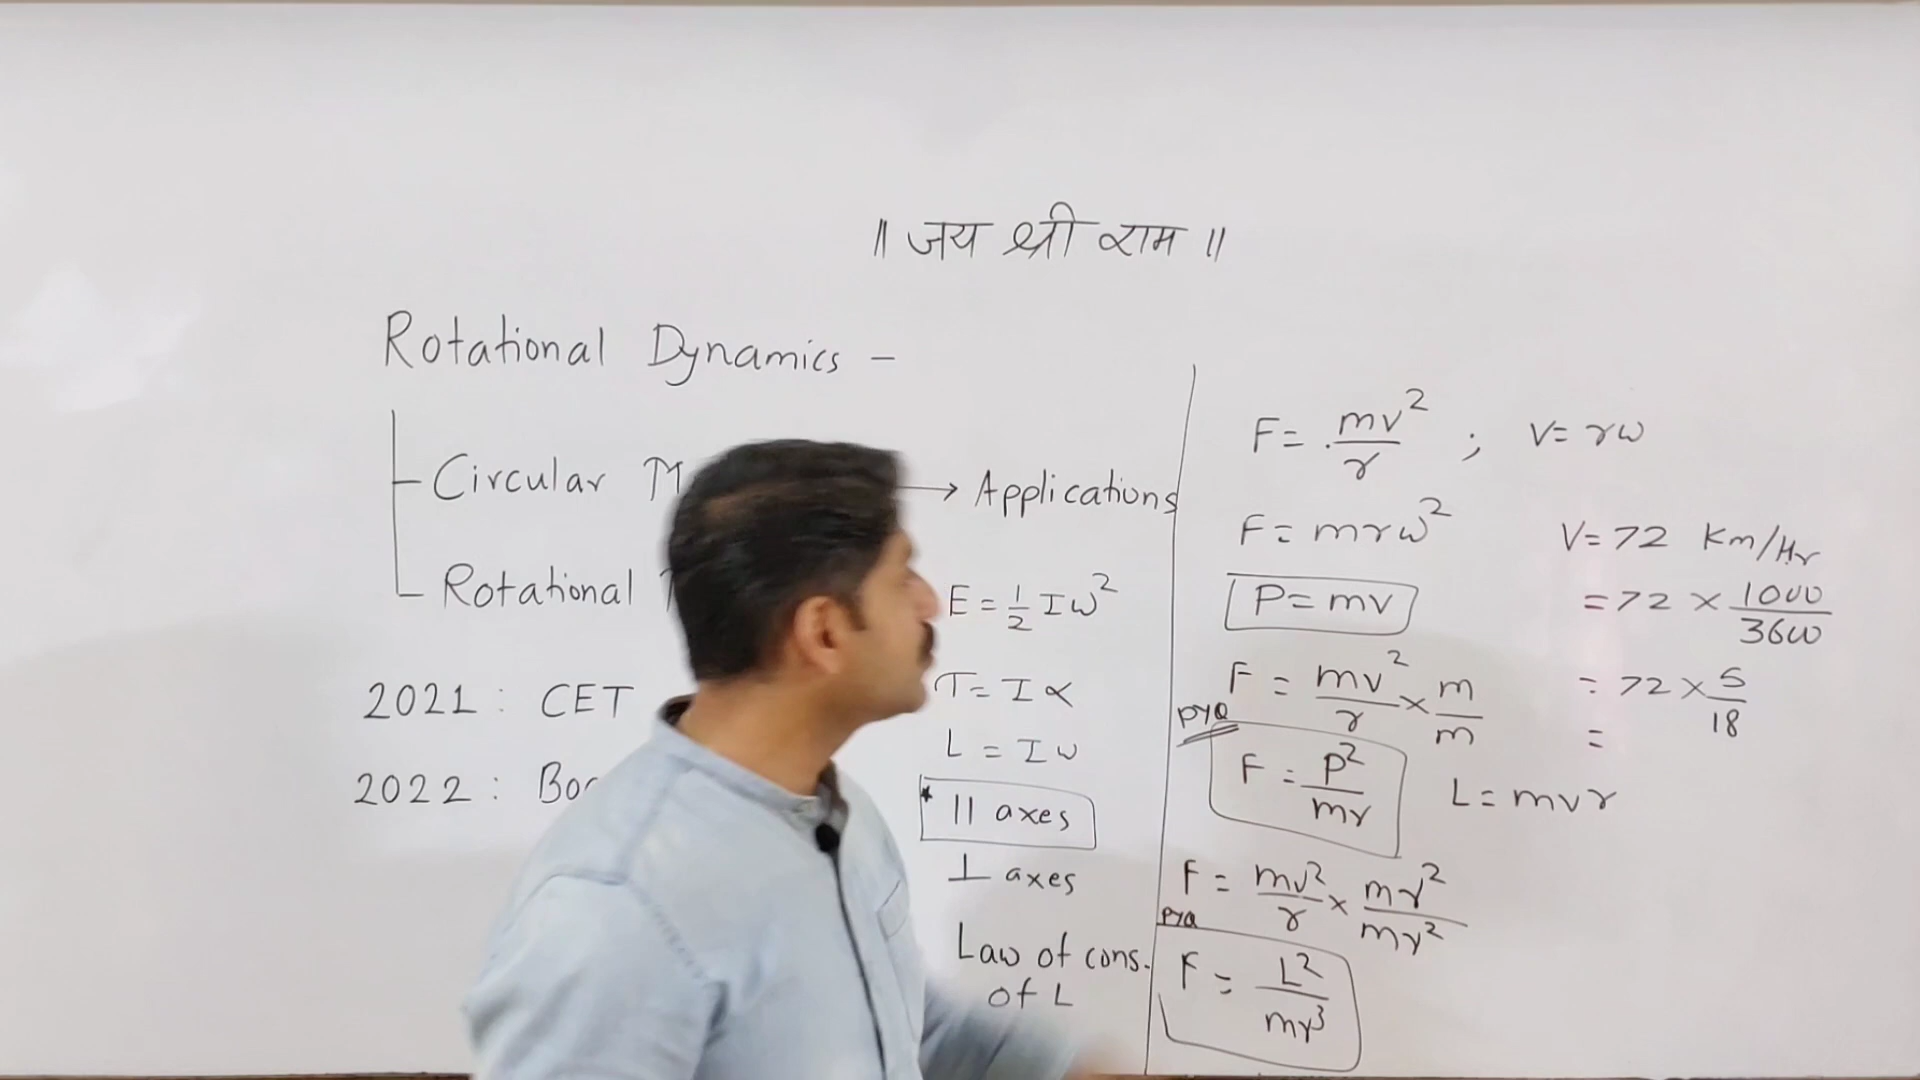 ॥ जय श्री राम ॥
Rotational Dynamics -
Circular → Applications
Rotational
E = 1/2 I ω²
τ = I α
L = I ω
* || axes
⊥ axes
Law of cons.
of L
2021 : CET
2022 :
F = mv²/r ; v = rω
F = mrω²
P = mv
F = mv²/r × m/m
PYQ
F = P²/mr
L = mvr
F = mv²/r × mr²/mr²
PYQ
F = L²/mr³
V = 72 Km/Hr
= 72 × 1000/3600
= 72 × 5/18
=